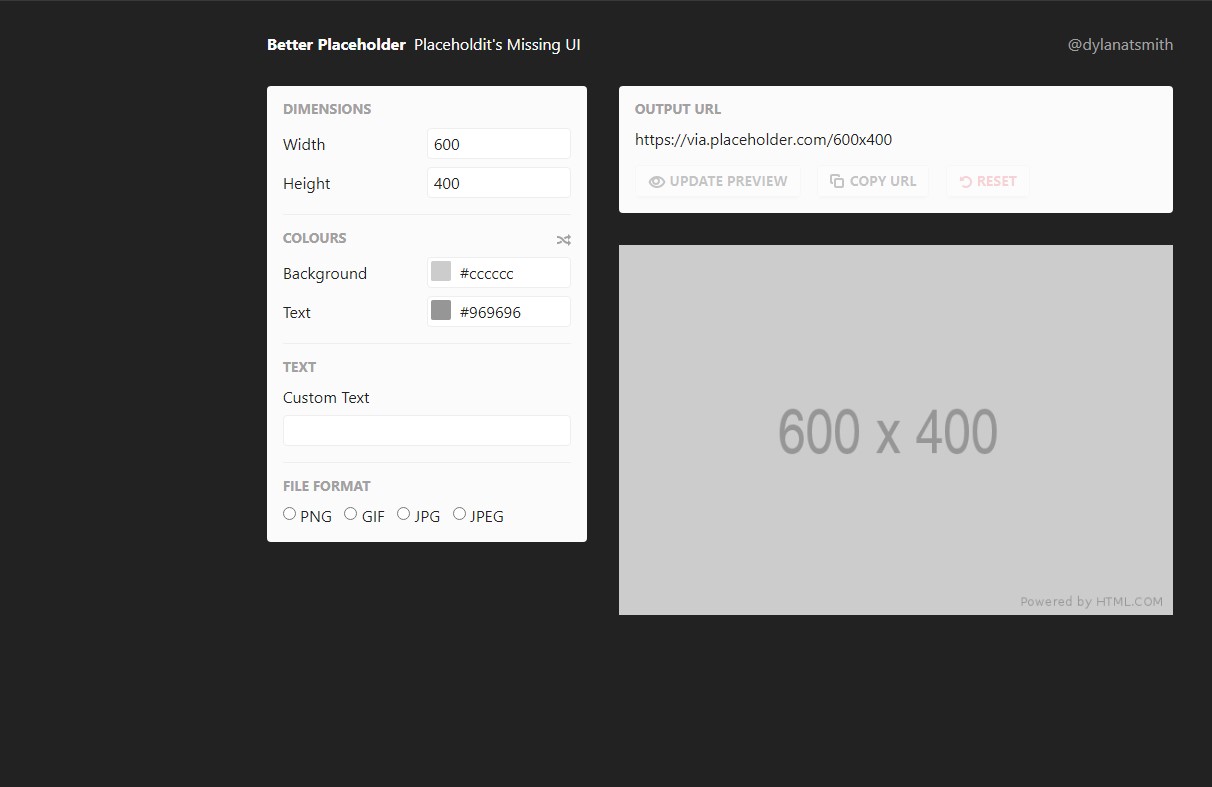 Better Placeholder Placeholdit's Missing UI
@dylanatsmith
DIMENSIONS
Width 600
Height 400
COLOURS
Background #cccccc
Text #969696
TEXT
Custom Text
FILE FORMAT
PNG GIF JPG JPEG
OUTPUT URL
https://via.placeholder.com/600x400
UPDATE PREVIEW COPY URL RESET
600 x 400
Powered by HTML.COM